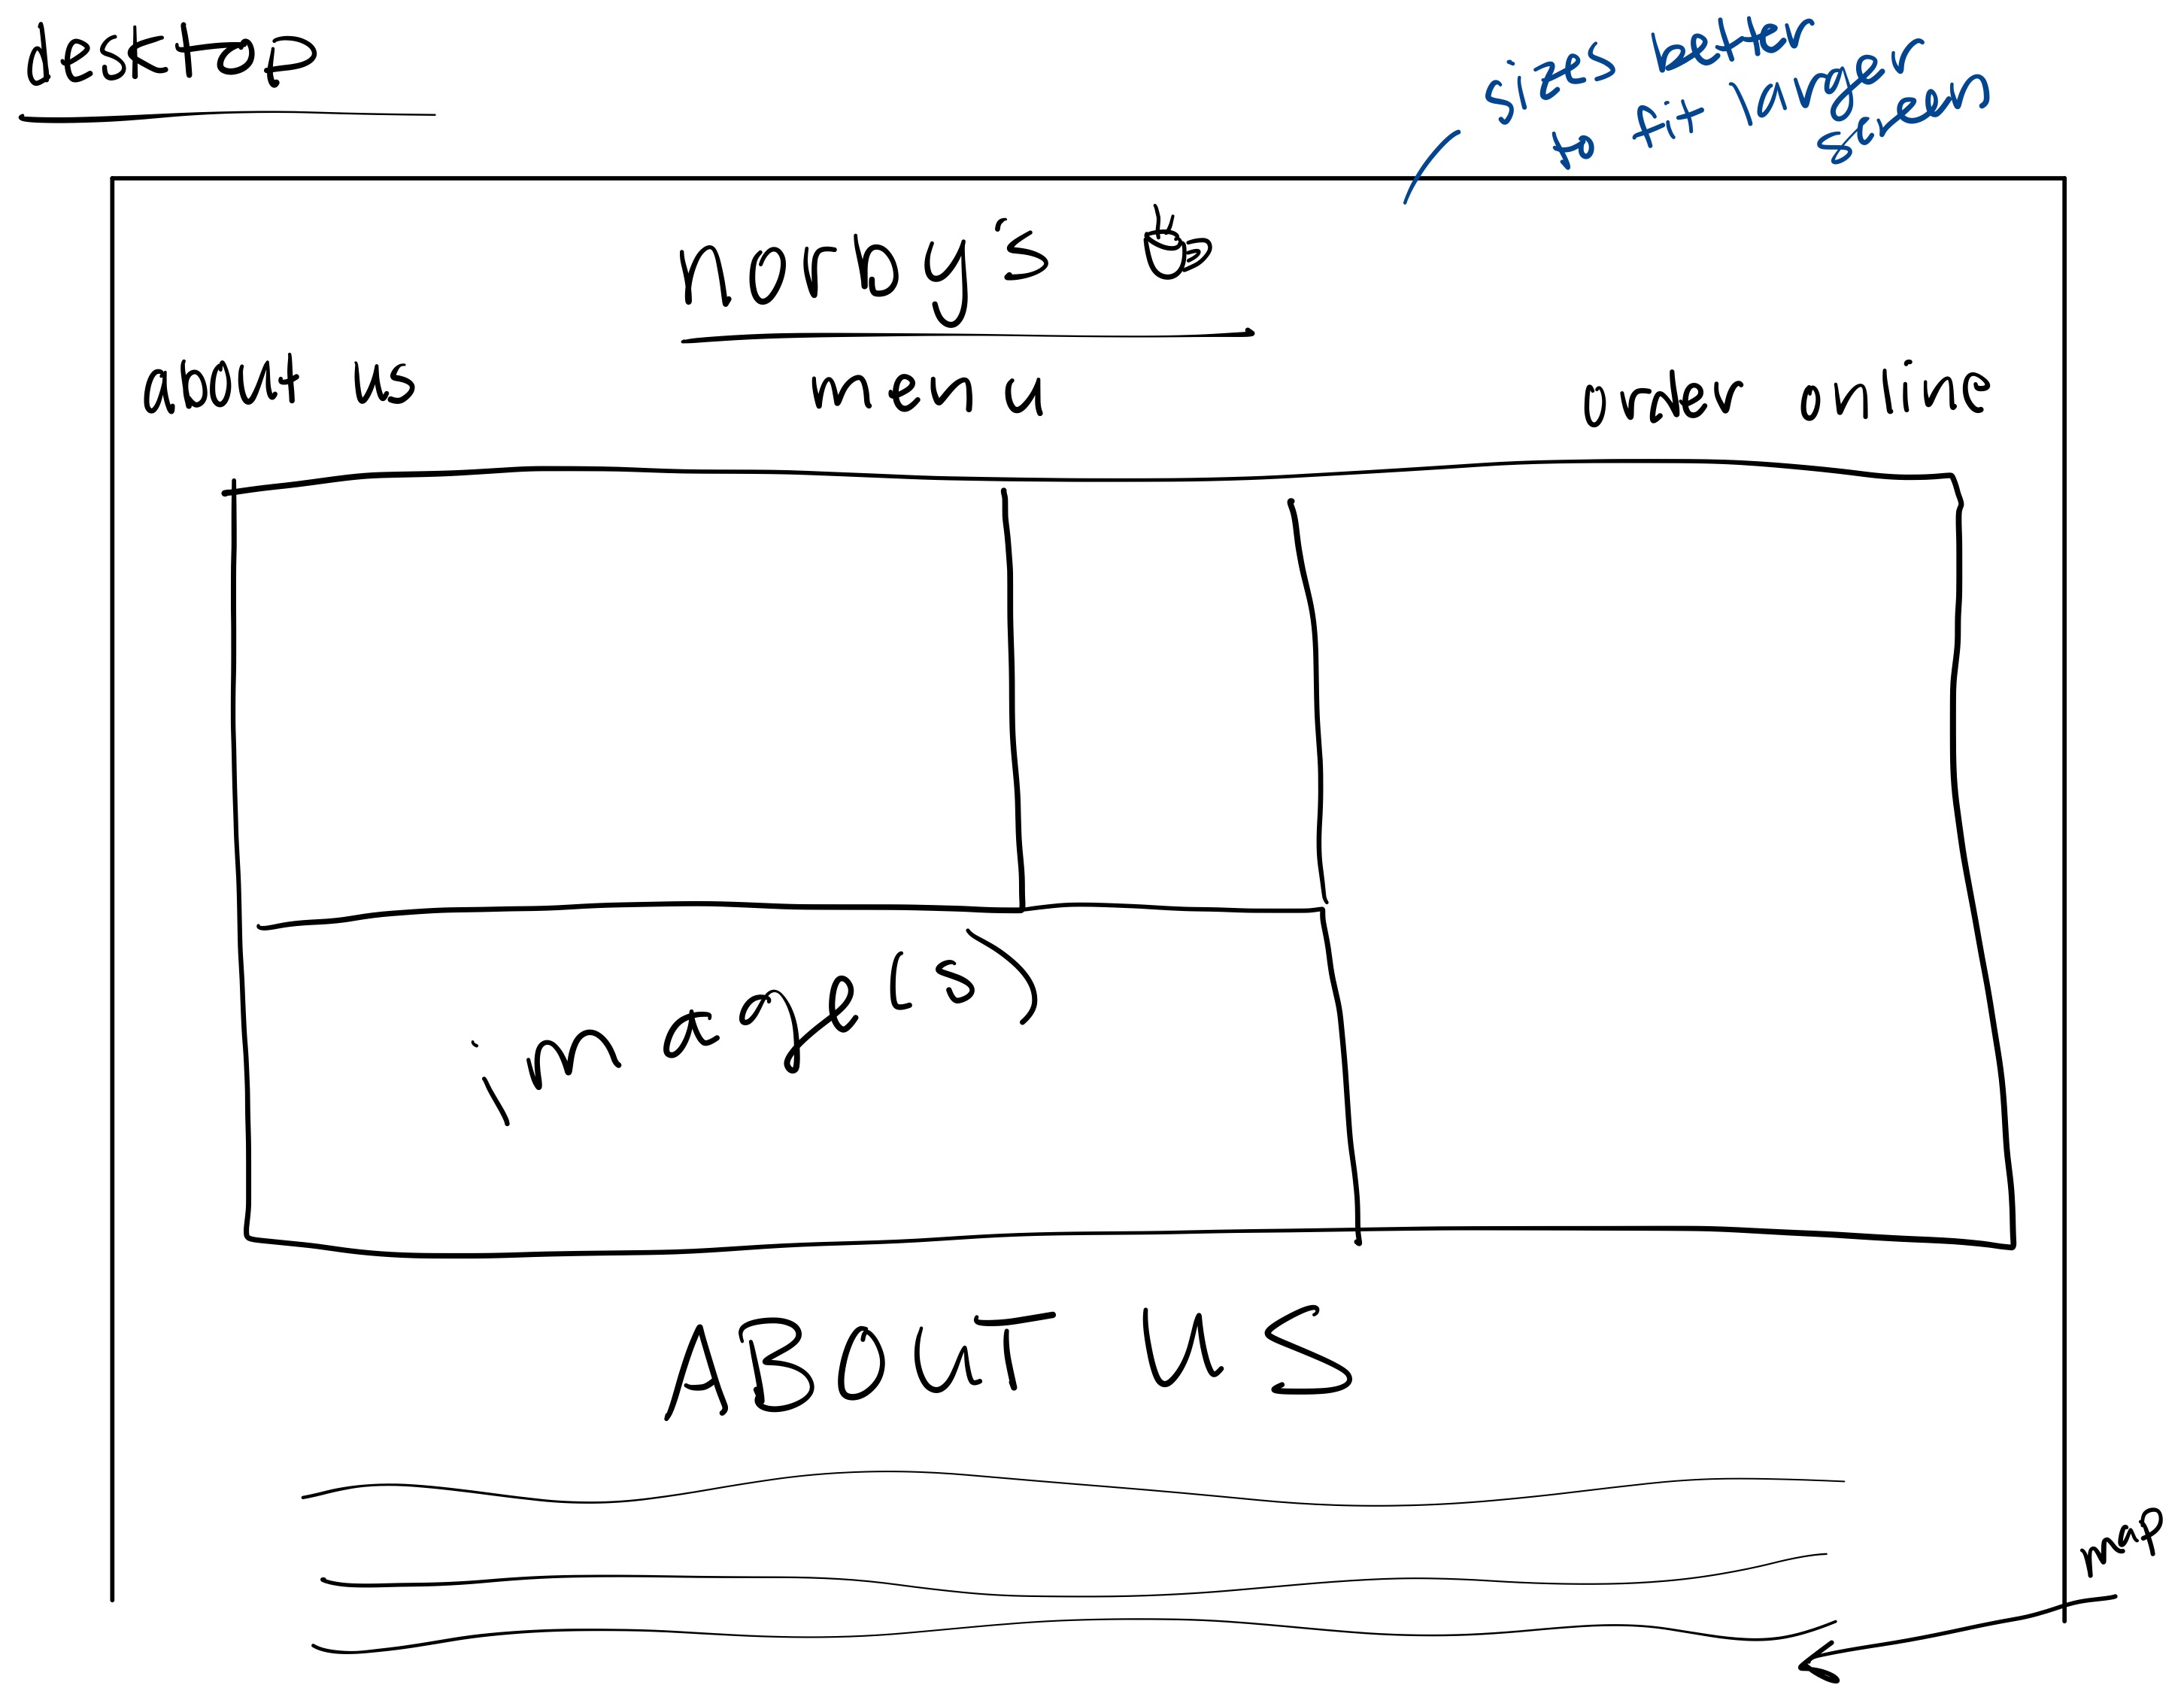 desktop
sizes better
to fit larger
screen
norby's
about us menu order online
image(s)
ABOUT US
map